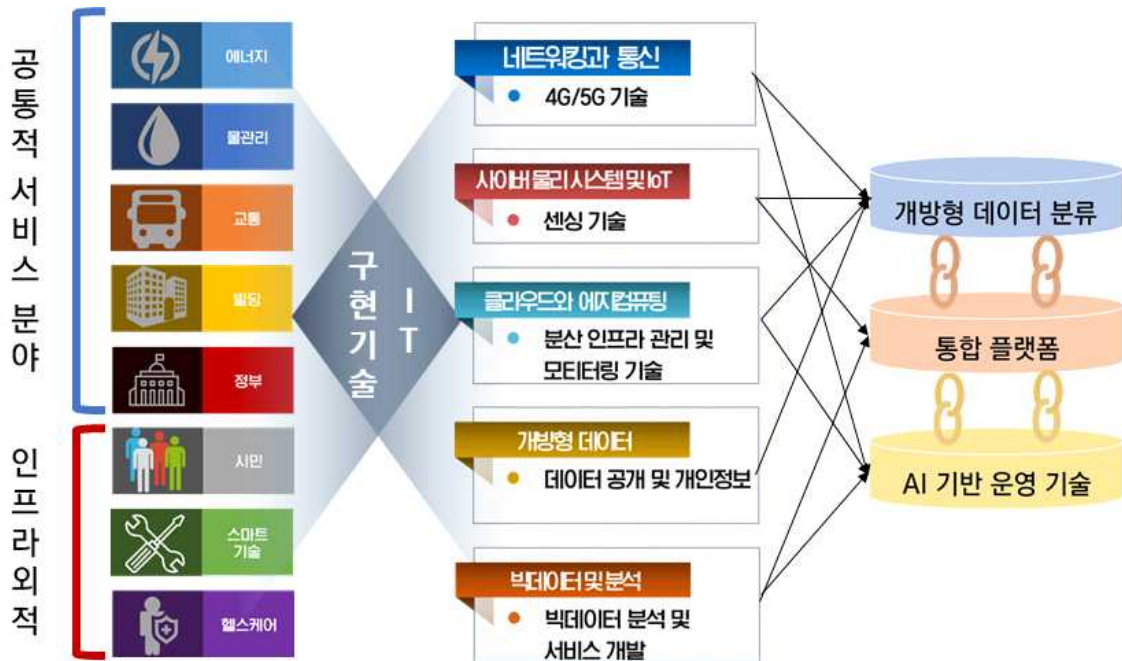 공통적 서비스 분야
에너지
물관리
교통
빌딩
정부
인프라외적
시민
스마트
기술
헬스케어
IT
구현기술
네트워킹과 통신
4G/5G 기술
사이버 물리 시스템 및 IoT
센싱 기술
클라우드와 에지컴퓨팅
분산 인프라 관리 및
모티터링 기술
개방형 데이터
데이터 공개 및 개인정보
빅데이터 및 분석
빅데이터 분석 및
서비스 개발
개방형 데이터 분류
통합 플랫폼
AI 기반 운영 기술